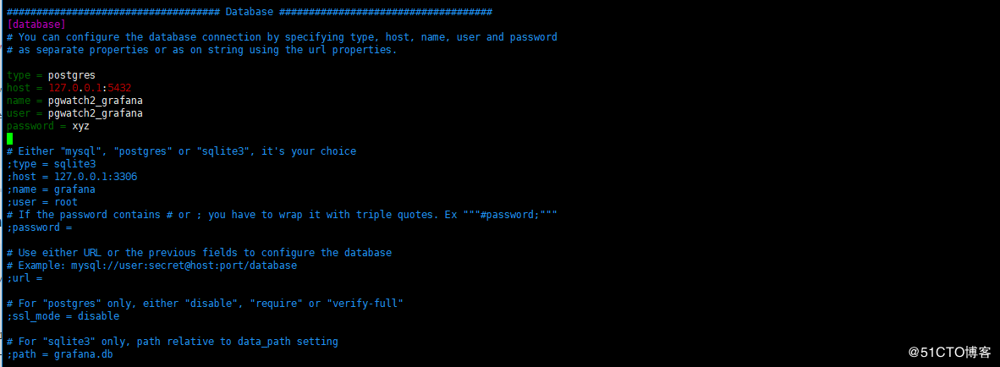 #################################### Database ####################################
[database]
# You can configure the database connection by specifying type, host, name, user and password
# as separate properties or as on string using the url properties.
type = postgres
host = 127.0.0.1:5432
name = pgwatch2_grafana
user = pgwatch2_grafana
password = xyz
# Either "mysql", "postgres" or "sqlite3", it's your choice
;type = sqlite3
;host = 127.0.0.1:3306
;name = grafana
;user = root
# If the password contains # or ; you have to wrap it with triple quotes. Ex """#password;"""
;password =
# Use either URL or the previous fields to configure the database
# Example: mysql://user:secret@host:port/database
;url =
# For "postgres" only, either "disable", "require" or "verify-full"
;ssl_mode = disable
# For "sqlite3" only, path relative to data_path setting
;path = grafana.db
@51CTO博客